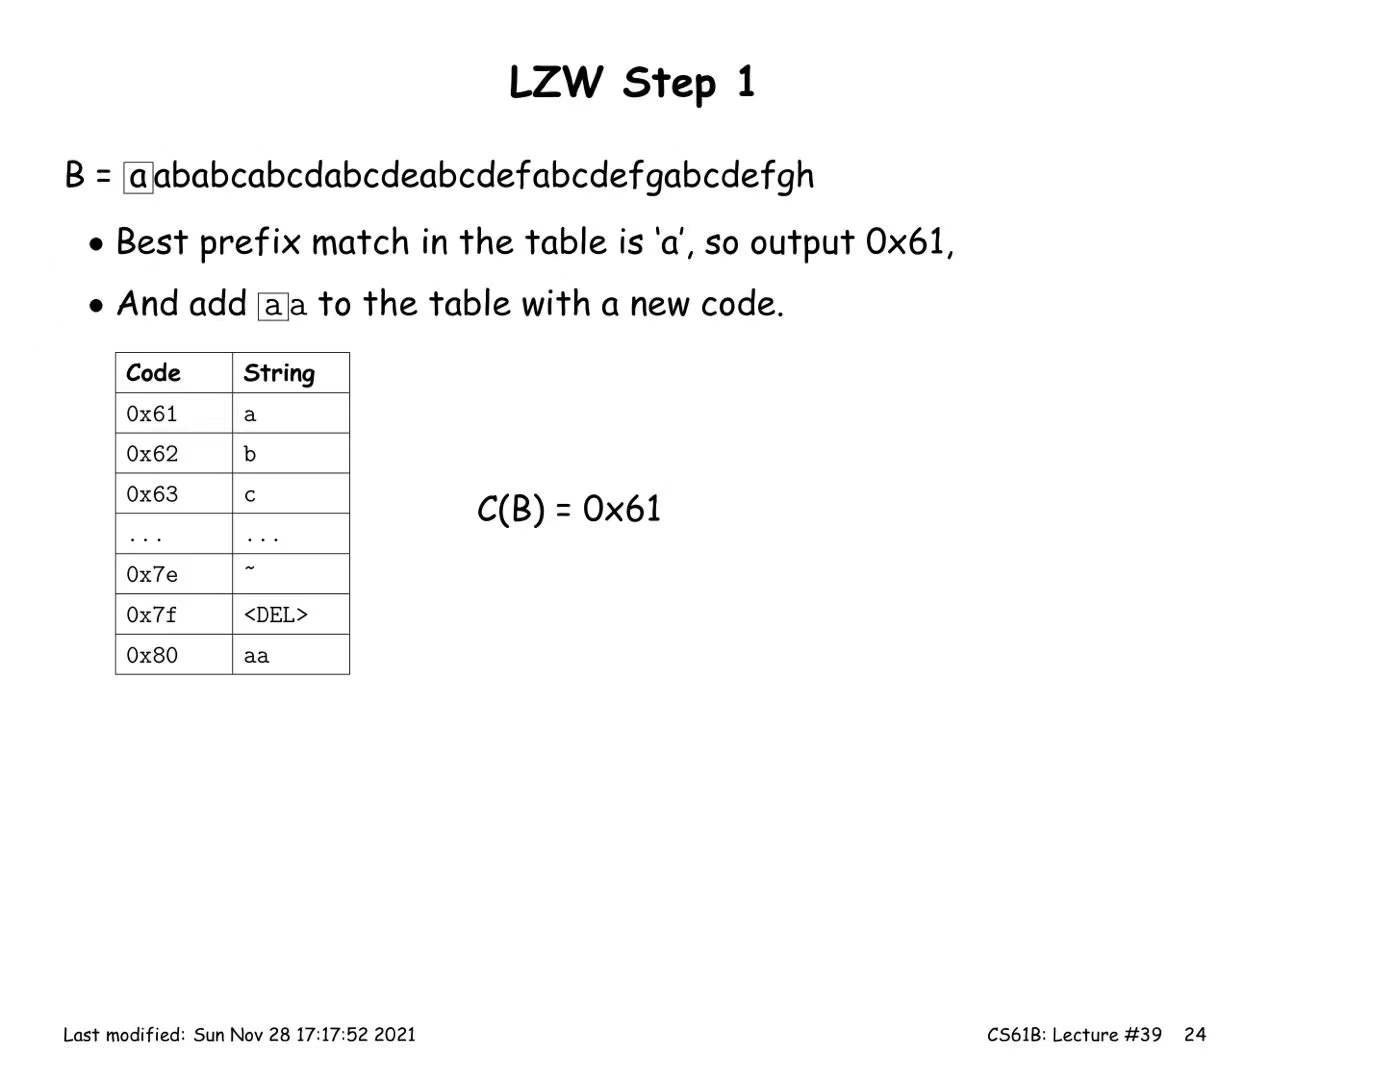 LZW Step 1
B = aababcabcdabcdeabcdefabcdefgabcdefgh
• Best prefix match in the table is ‘a’, so output 0x61,
• And add aa to the table with a new code.
Code String
0x61 a
0x62 b
0x63 c
... ...
0x7e ~
0x7f <DEL>
0x80 aa
C(B) = 0x61
Last modified: Sun Nov 28 17:17:52 2021
CS61B: Lecture #39 24